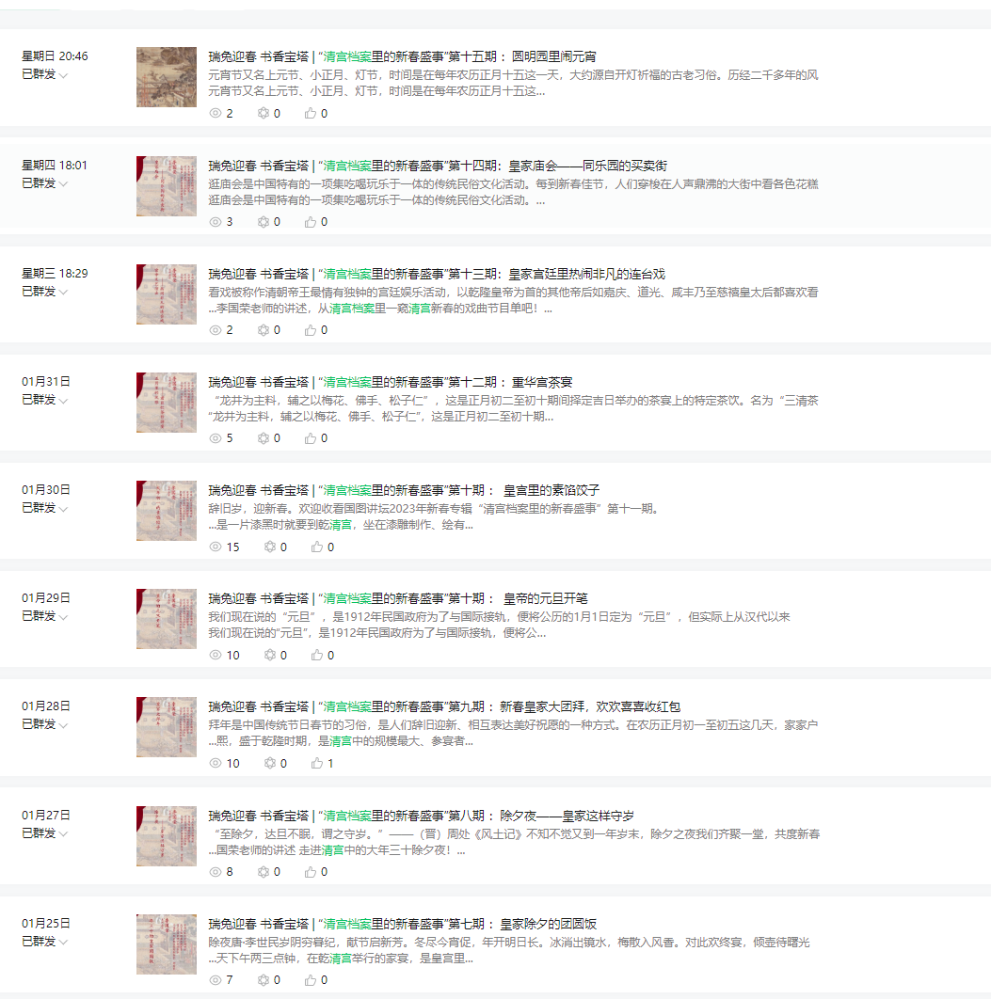 星期日 20:46
已群发
瑞兔迎春 书香宝塔 | “清宫档案里的新春盛事”第十五期 ：圆明园里闹元宵
元宵节又名上元节、小正月、灯节，时间是在每年农历正月十五这一天，大约源自开灯祈福的古老习俗。历经二千多年的风
元宵节又名上元节、小正月、灯节，时间是在每年农历正月十五这...
2 0 0
星期四 18:01
已群发
瑞兔迎春 书香宝塔 | “清宫档案里的新春盛事”第十四期：皇家庙会——同乐园的买卖街
逛庙会是中国特有的一项集吃喝玩乐于一体的传统民俗文化活动。每到新春佳节，人们穿梭在人声鼎沸的大街中看各色花糕
逛庙会是中国特有的一项集吃喝玩乐于一体的传统民俗文化活动。...
3 0 0
星期三 18:29
已群发
瑞兔迎春 书香宝塔 | “清宫档案里的新春盛事”第十三期：皇家宫廷里热闹非凡的连台戏
看戏被称作清朝帝王最情有独钟的宫廷娱乐活动，以乾隆皇帝为首的其他帝后如嘉庆、道光、咸丰乃至慈禧皇太后都喜欢看
...李国荣老师的讲述，从清宫档案里一窥清宫新春的戏曲节目单吧！...
2 0 0
01月31日
已群发
瑞兔迎春 书香宝塔 | “清宫档案里的新春盛事”第十二期 ：重华宫茶宴
“龙井为主料，辅之以梅花、佛手、松子仁”，这是正月初二至初十期间择定吉日举办的茶宴上的特定茶饮。名为“三清茶
“龙井为主料，辅之以梅花、佛手、松子仁”，这是正月初二至初十期...
5 0 0
01月30日
已群发
瑞兔迎春 书香宝塔 | “清宫档案里的新春盛事”第十期 ： 皇宫里的素馅饺子
辞旧岁，迎新春。欢迎收看国图讲坛2023年新春专辑“清宫档案里的新春盛事”第十一期。
...是一片漆黑时就要到乾清宫，坐在漆雕制作、绘有...
15 0 0
01月29日
已群发
瑞兔迎春 书香宝塔 | “清宫档案里的新春盛事”第十期 ： 皇帝的元旦开笔
我们现在说的“元旦”，是1912年民国政府为了与国际接轨，便将公历的1月1日定为“元旦”，但实际上从汉代以来
我们现在说的“元旦”，是1912年民国政府为了与国际接轨，便将公...
10 0 0
01月28日
已群发
瑞兔迎春 书香宝塔 | “清宫档案里的新春盛事”第九期 ：新春皇家大团拜，欢欢喜喜收红包
拜年是中国传统节日春节的习俗，是人们辞旧迎新、相互表达美好祝愿的一种方式。在农历正月初一至初五这几天，家家户
...熙，盛于乾隆时期，是清宫中的规模最大、参宴者...
10 0 1
01月27日
已群发
瑞兔迎春 书香宝塔 | “清宫档案里的新春盛事”第八期 ：除夕夜——皇家这样守岁
“至除夕，达旦不眠，谓之守岁。”——（晋）周处《风土记》不知不觉又到一年岁末，除夕之夜我们齐聚一堂，共度新春
...国荣老师的讲述 走进清宫中的大年三十除夕夜！...
8 0 0
01月25日
已群发
瑞兔迎春 书香宝塔 | “清宫档案里的新春盛事”第七期 ：皇家除夕的团圆饭
除夜唐·李世民岁阴穷暮纪，献节启新芳。冬尽今宵促，年开明日长。冰消出镜水，梅散入风香。对此欢终宴，倾壶待曙光
...天下午两三点钟，在乾清宫举行的家宴，是皇宫里...
7 0 0